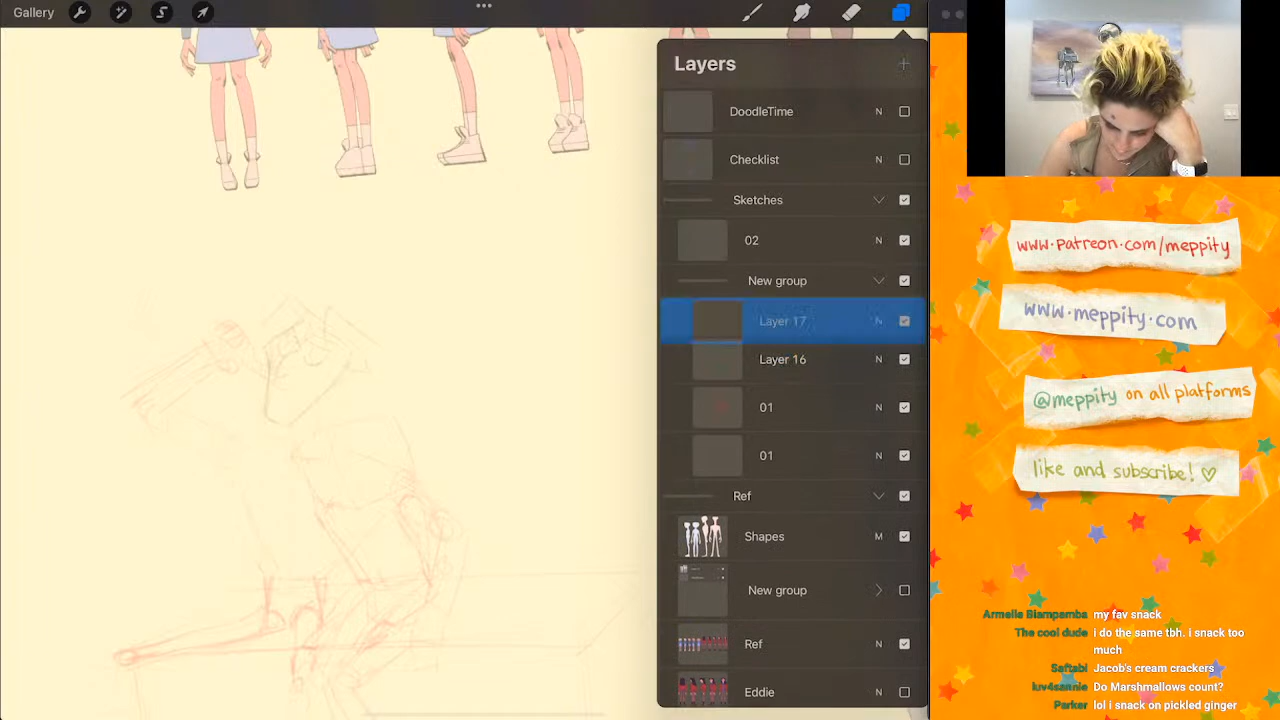 Gallery
Layers
DoodleTime N
Checklist N
Sketches
02 N
New group
Layer 17 N
Layer 16 N
01 N
01 N
Ref
Shapes M
New group
Ref N
Eddie N
www.patreon.com/meppity
www.meppity.com
@meppity on all platforms
like and subscribe!
Armelle Biampamba my fav snack
The cool dude i do the same tbh. i snack too
much
Saftabi Jacob's cream crackers
luv4sannie Do Marshmallows count?
Parker lol i snack on pickled ginger